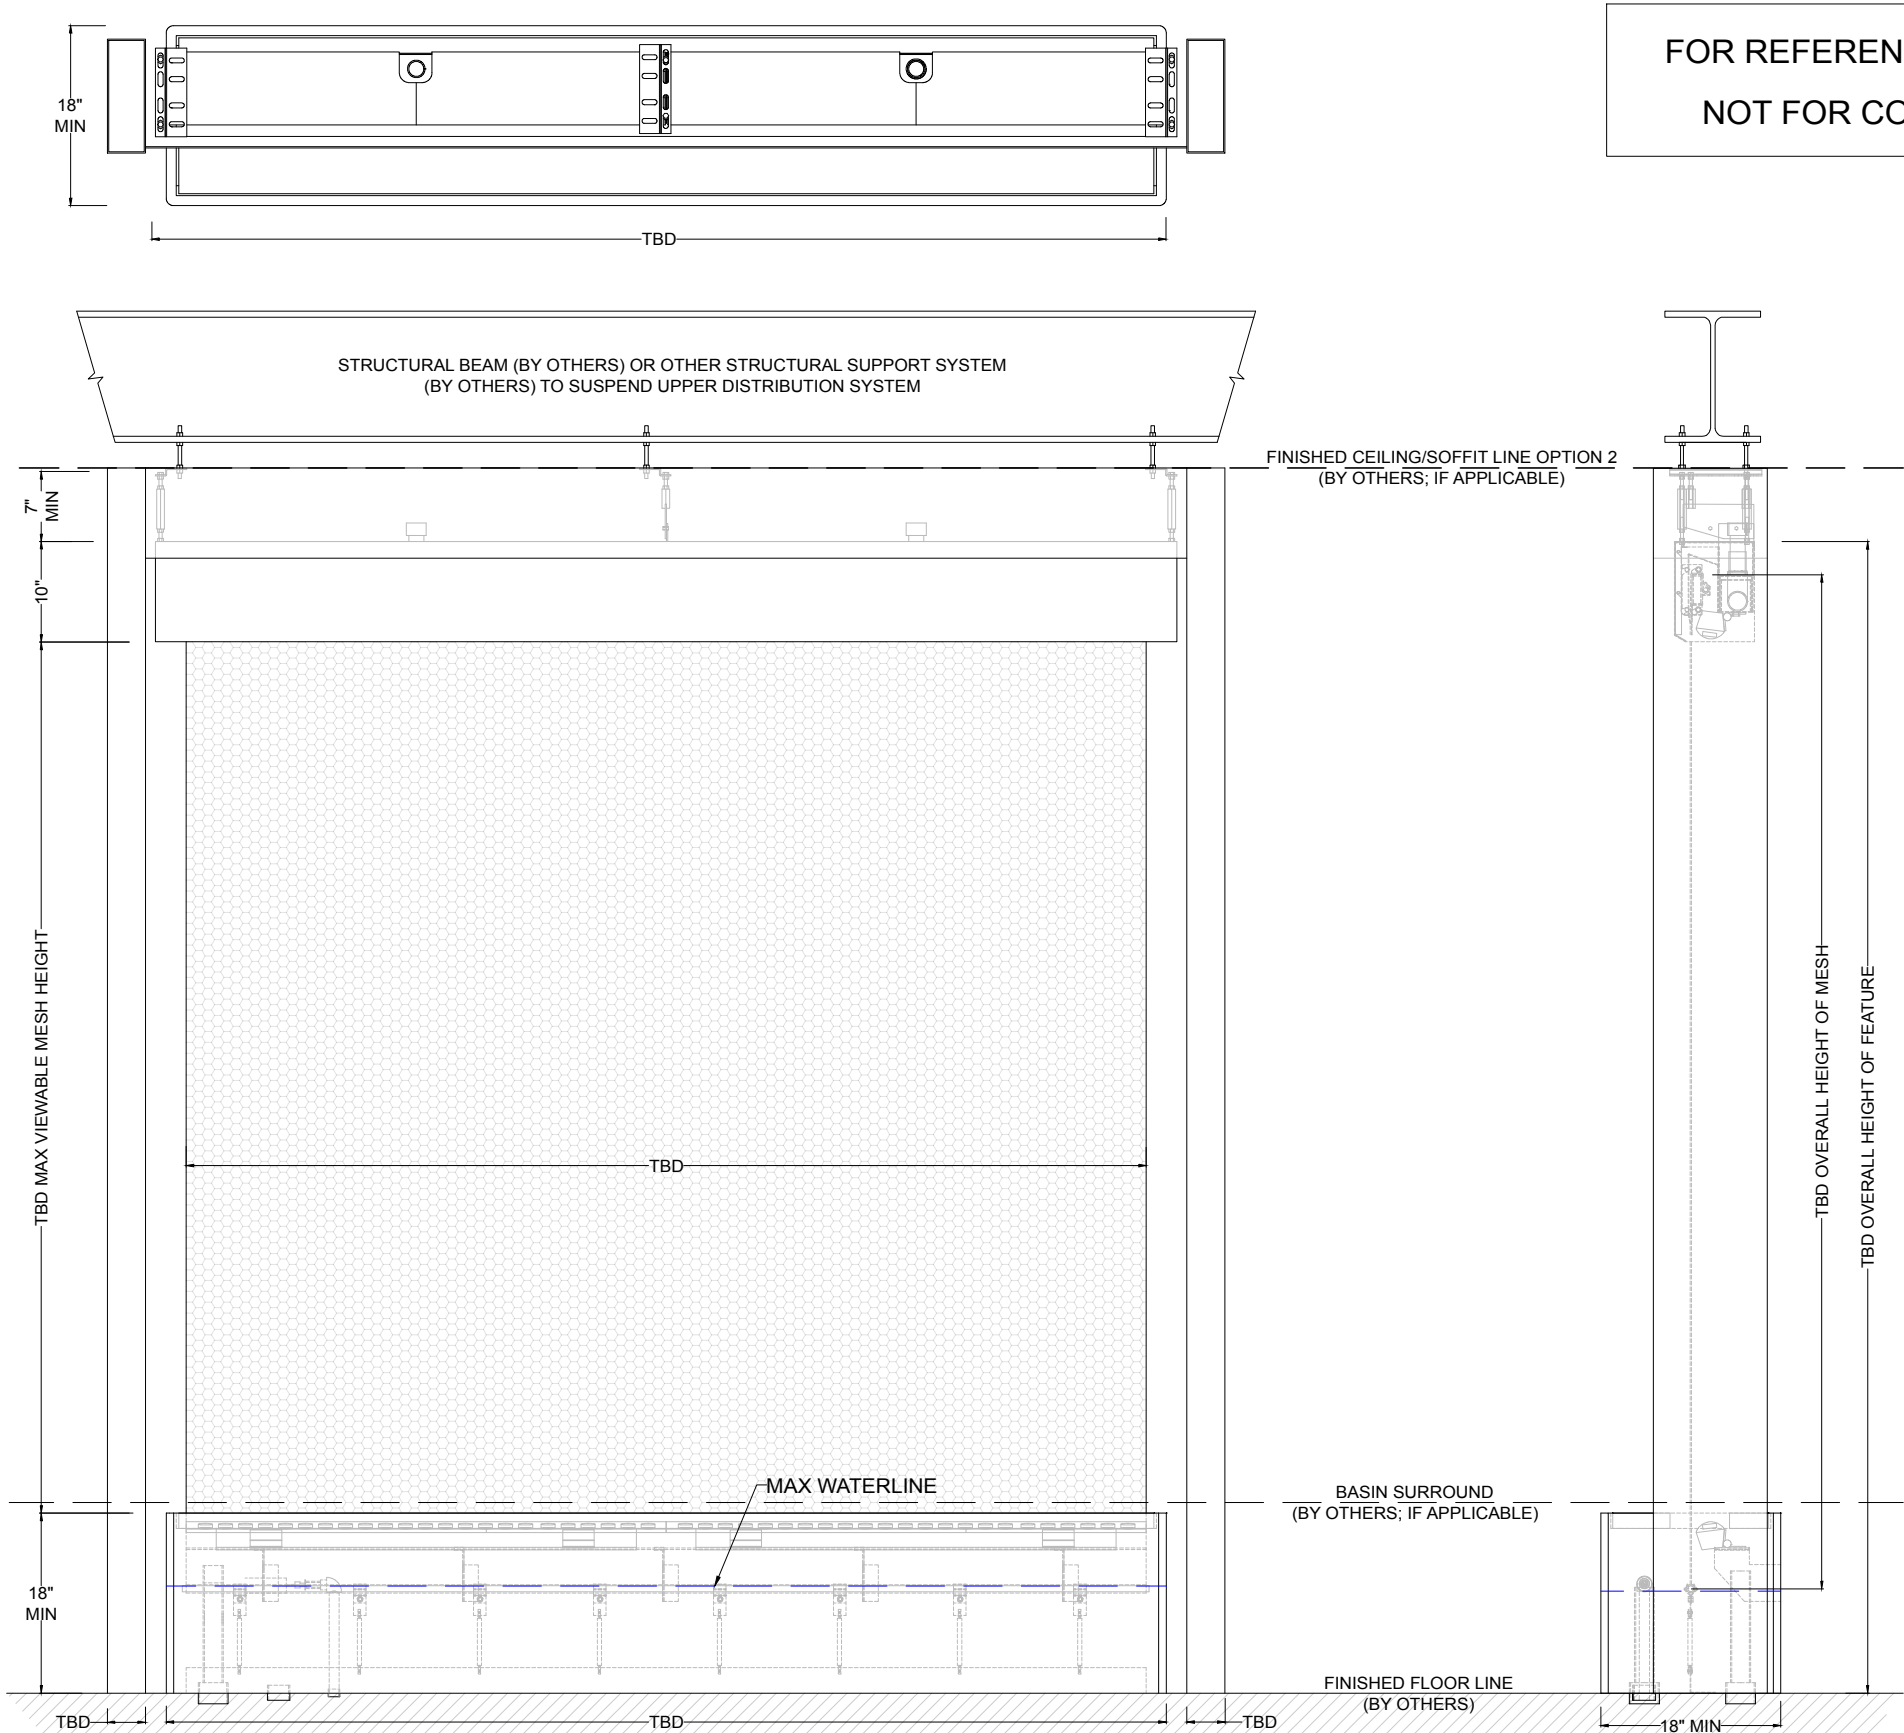 FOR REFEREN
NOT FOR CO
18"
MIN
TBD
STRUCTURAL BEAM (BY OTHERS) OR OTHER STRUCTURAL SUPPORT SYSTEM
(BY OTHERS) TO SUSPEND UPPER DISTRIBUTION SYSTEM
FINISHED CEILING/SOFFIT LINE OPTION 2
(BY OTHERS; IF APPLICABLE)
7"
MIN
10"
TBD MAX VIEWABLE MESH HEIGHT
TBD
TBD OVERALL HEIGHT OF MESH
TBD OVERALL HEIGHT OF FEATURE
MAX WATERLINE
BASIN SURROUND
(BY OTHERS; IF APPLICABLE)
18"
MIN
FINISHED FLOOR LINE
(BY OTHERS)
TBD
TBD
TBD
18" MIN